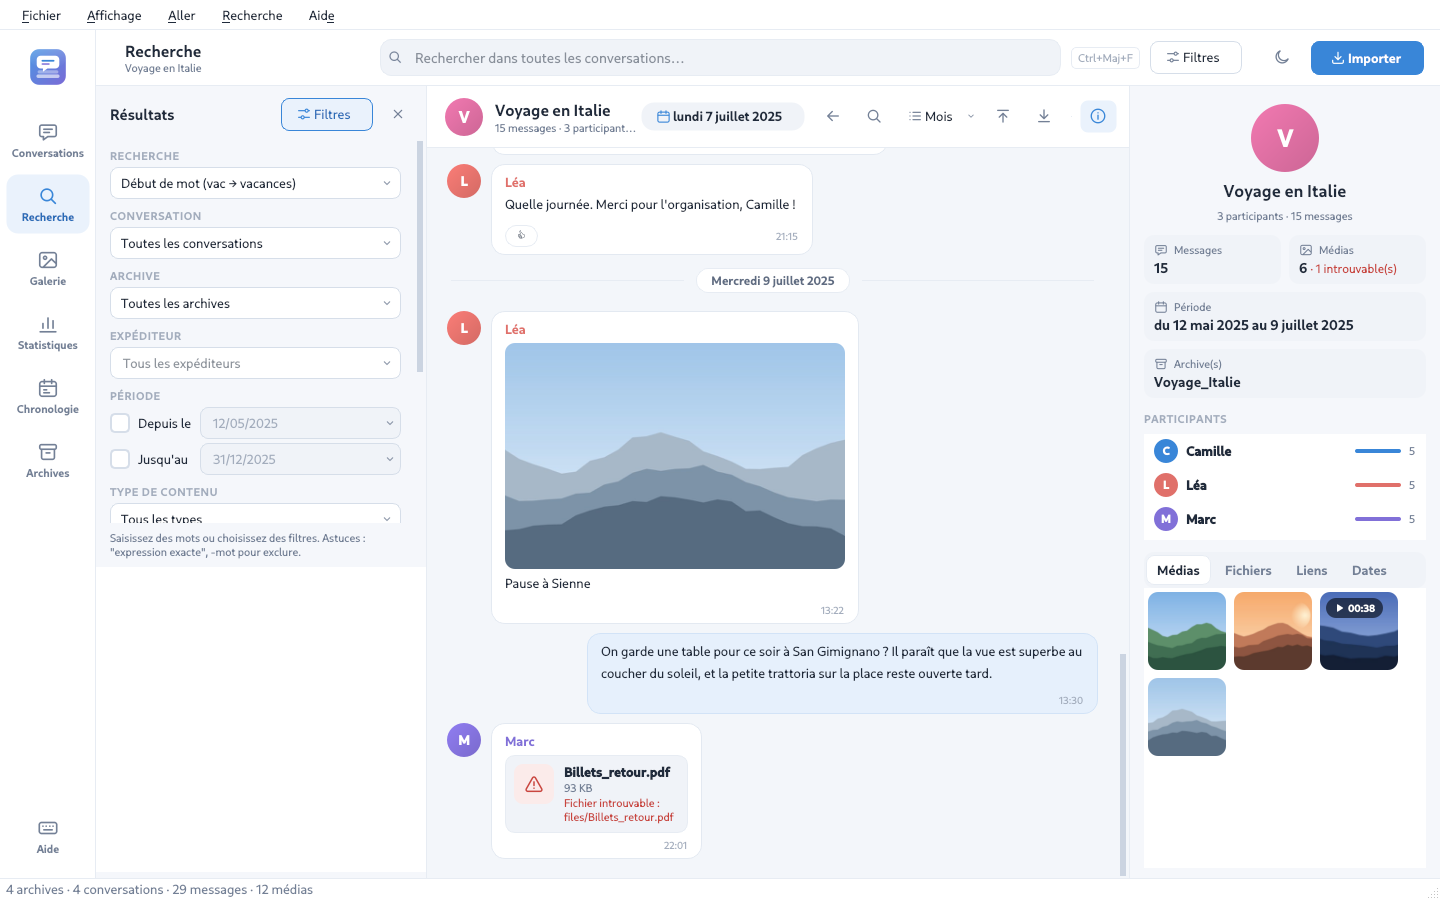 Fichier Affichage Aller Recherche Aide
Recherche
Voyage en Italie
Rechercher dans toutes les conversations…
Ctrl+Maj+F
Filtres
Importer
Conversations
Recherche
Galerie
Statistiques
Chronologie
Archives
Aide
Résultats
Filtres
RECHERCHE
Début de mot (vac → vacances)
CONVERSATION
Toutes les conversations
ARCHIVE
Toutes les archives
EXPÉDITEUR
Tous les expéditeurs
PÉRIODE
Depuis le 12/05/2025
Jusqu'au 31/12/2025
TYPE DE CONTENU
Tous les types
Saisissez des mots ou choisissez des filtres. Astuces :
"expression exacte", -mot pour exclure.
V
Voyage en Italie
15 messages · 3 participant…
lundi 7 juillet 2025
Mois
L
Léa
Quelle journée. Merci pour l'organisation, Camille !
21:15
Mercredi 9 juillet 2025
L
Léa
Pause à Sienne
13:22
On garde une table pour ce soir à San Gimignano ? Il paraît que la vue est superbe au
coucher du soleil, et la petite trattoria sur la place reste ouverte tard.
13:30
M
Marc
Billets_retour.pdf
93 KB
Fichier introuvable :
files/Billets_retour.pdf
22:01
V
Voyage en Italie
3 participants · 15 messages
Messages
15
Médias
6 · 1 introuvable(s)
Période
du 12 mai 2025 au 9 juillet 2025
Archive(s)
Voyage_Italie
PARTICIPANTS
C Camille 5
L Léa 5
M Marc 5
Médias Fichiers Liens Dates
00:38
4 archives · 4 conversations · 29 messages · 12 médias